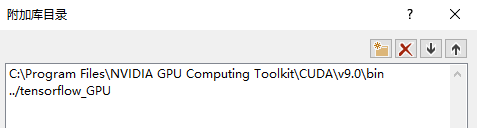 附加库目录
? ×
C:\Program Files\NVIDIA GPU Computing Toolkit\CUDA\v9.0\bin
../tensorflow_GPU